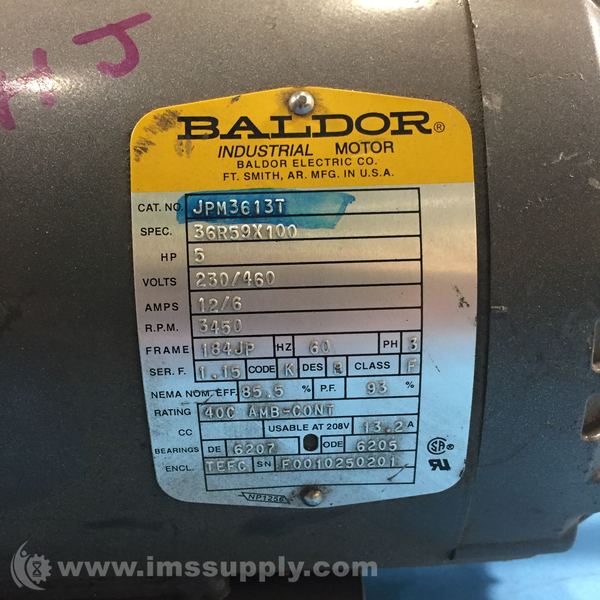 HJ
BALDOR®
INDUSTRIAL MOTOR
BALDOR ELECTRIC CO.
FT. SMITH, AR. MFG. IN U.S.A.
CAT. NO. JPM3613T
SPEC. 36R59X100
HP 5
VOLTS 230/460
AMPS 12/6
R.P.M. 3450
FRAME 184JP HZ 60 PH 3
SER. F. 1.15 CODE K DES CLASS F
NEMA NOM. EFF. 85.5 % P.F. 93 %
RATING 40C AMB-CONT
CC USABLE AT 208V 13.2 A
BEARINGS DE 6207 ODE 6205
ENCL. TEFC SN F0010250201
NP1256
www.imssupply.com